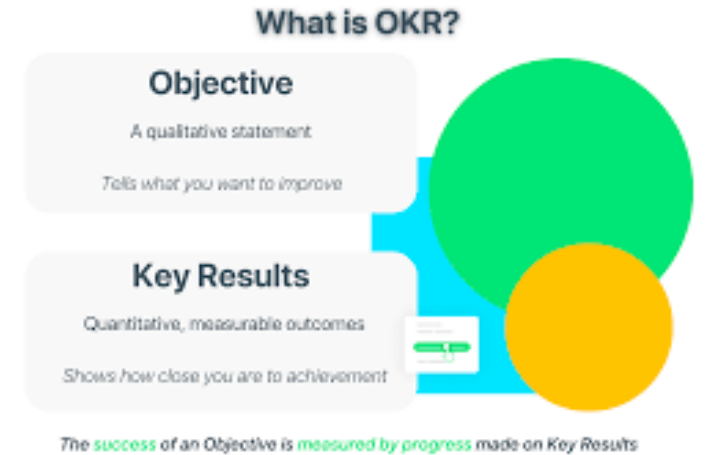 What is OKR?
Objective
A qualitative statement
Tells what you want to improve
Key Results
Quantitative, measurable outcomes
Shows how close you are to achievement
The success of an Objective is measured by progress made on Key Results